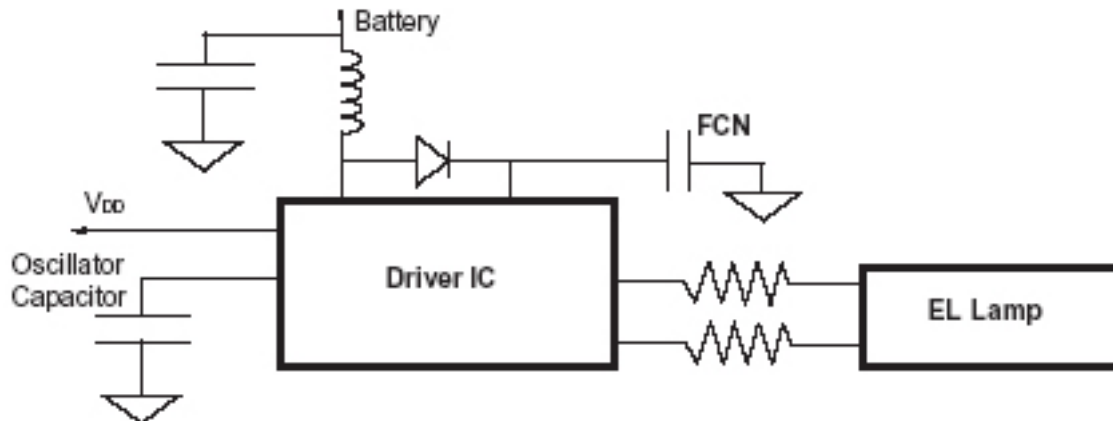 Battery
FCN
VDD
Oscillator
Capacitor
Driver IC
EL Lamp